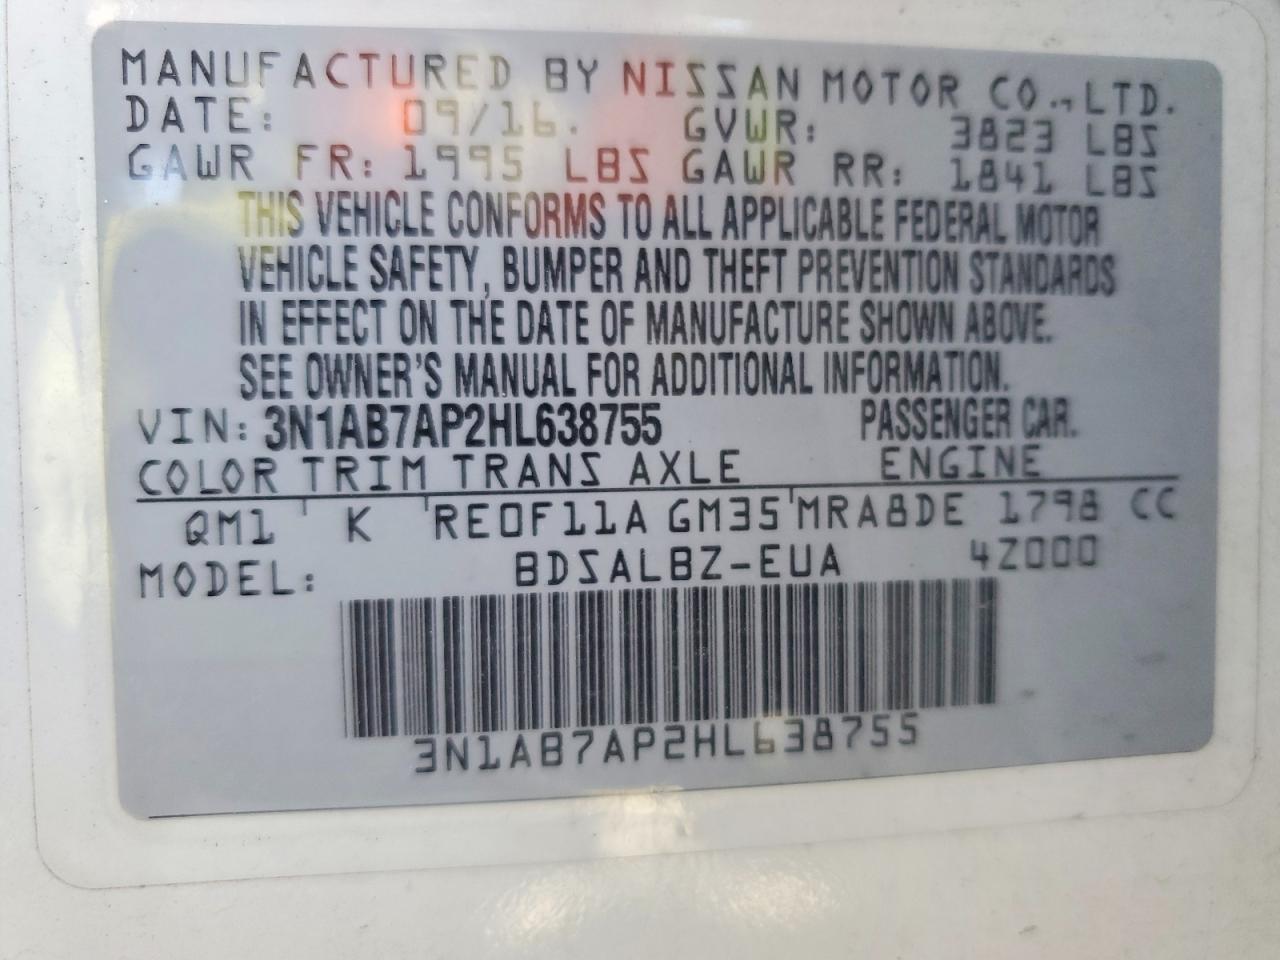 MANUFACTURED BY NISSAN MOTOR CO., LTD.
DATE: 09/16. GVWR: 3823 LBS
GAWR FR: 1995 LBS GAWR RR: 1841 LBS
THIS VEHICLE CONFORMS TO ALL APPLICABLE FEDERAL MOTOR
VEHICLE SAFETY, BUMPER AND THEFT PREVENTION STANDARDS
IN EFFECT ON THE DATE OF MANUFACTURE SHOWN ABOVE.
SEE OWNER'S MANUAL FOR ADDITIONAL INFORMATION.
VIN: 3N1AB7AP2HL638755 PASSENGER CAR.
COLOR TRIM TRANS AXLE ENGINE
QM1 K RE0F11A GM35 MRA8DE 1798 CC
MODEL: BDSALBZ-EUA 4Z000
3N1AB7AP2HL638755